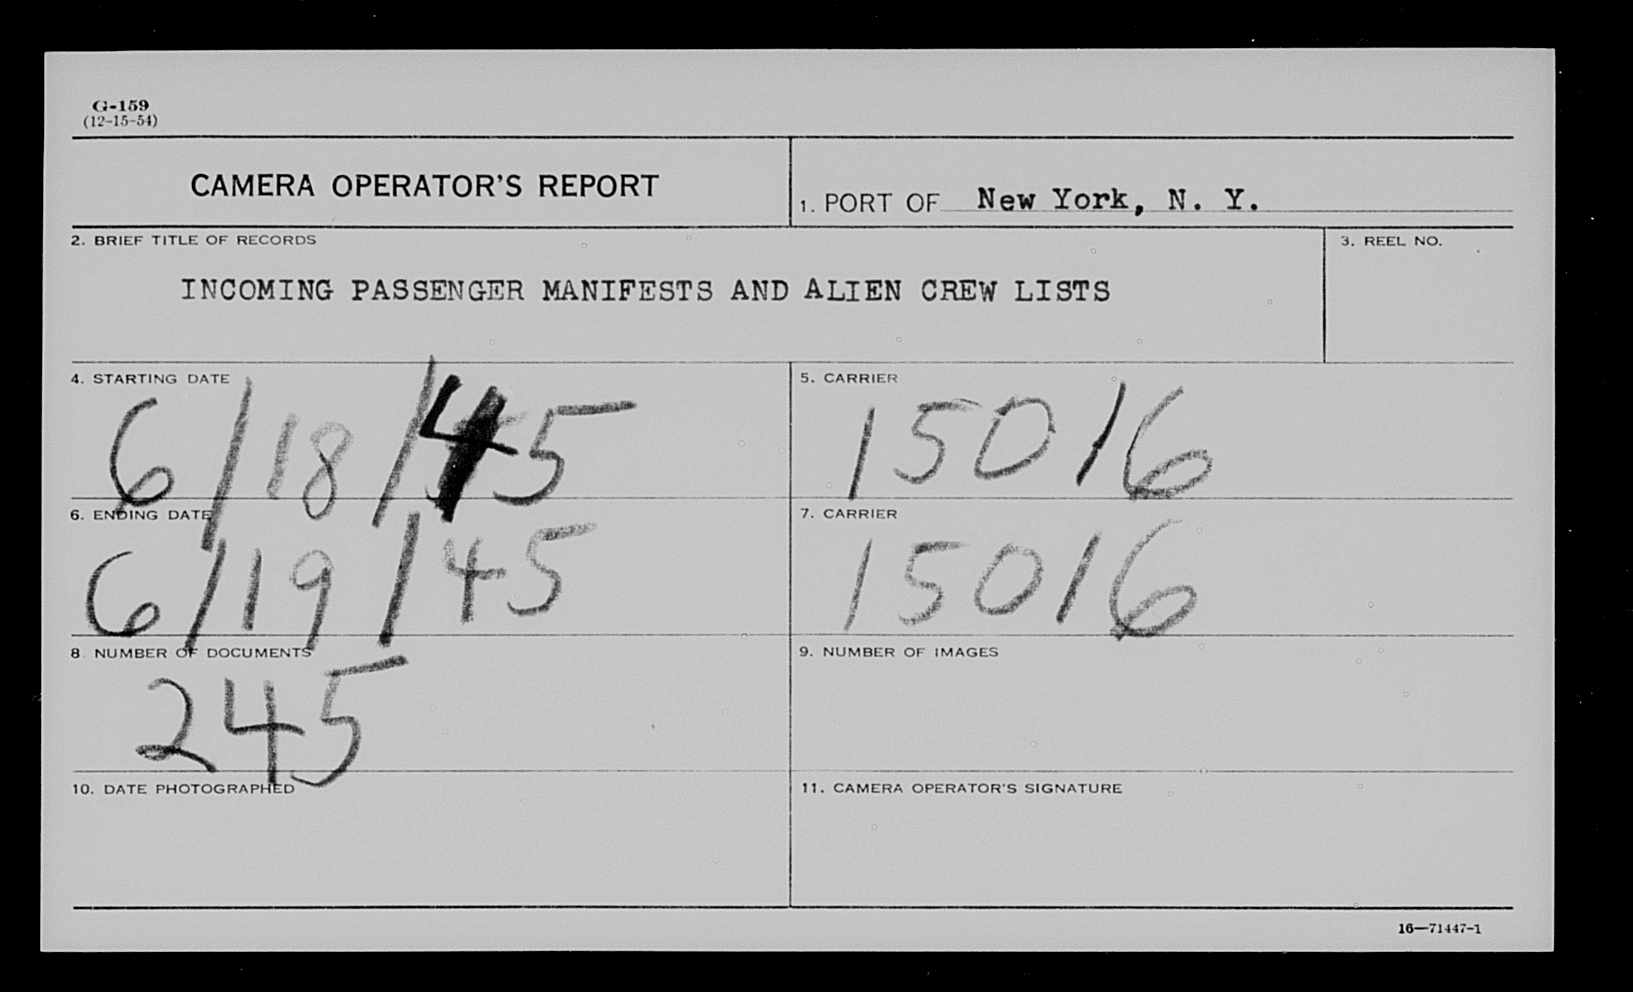 G-159
(12-15-54)
CAMERA OPERATOR'S REPORT
1. PORT OF New York, N. Y.
2. BRIEF TITLE OF RECORDS
3. REEL NO.
INCOMING PASSENGER MANIFESTS AND ALIEN CREW LISTS
4. STARTING DATE
5. CARRIER
6/18/45
15016
6. ENDING DATE
7. CARRIER
6/19/45
15016
8 NUMBER OF DOCUMENTS
9. NUMBER OF IMAGES
245
10. DATE PHOTOGRAPHED
11. CAMERA OPERATOR'S SIGNATURE
16—71447-1